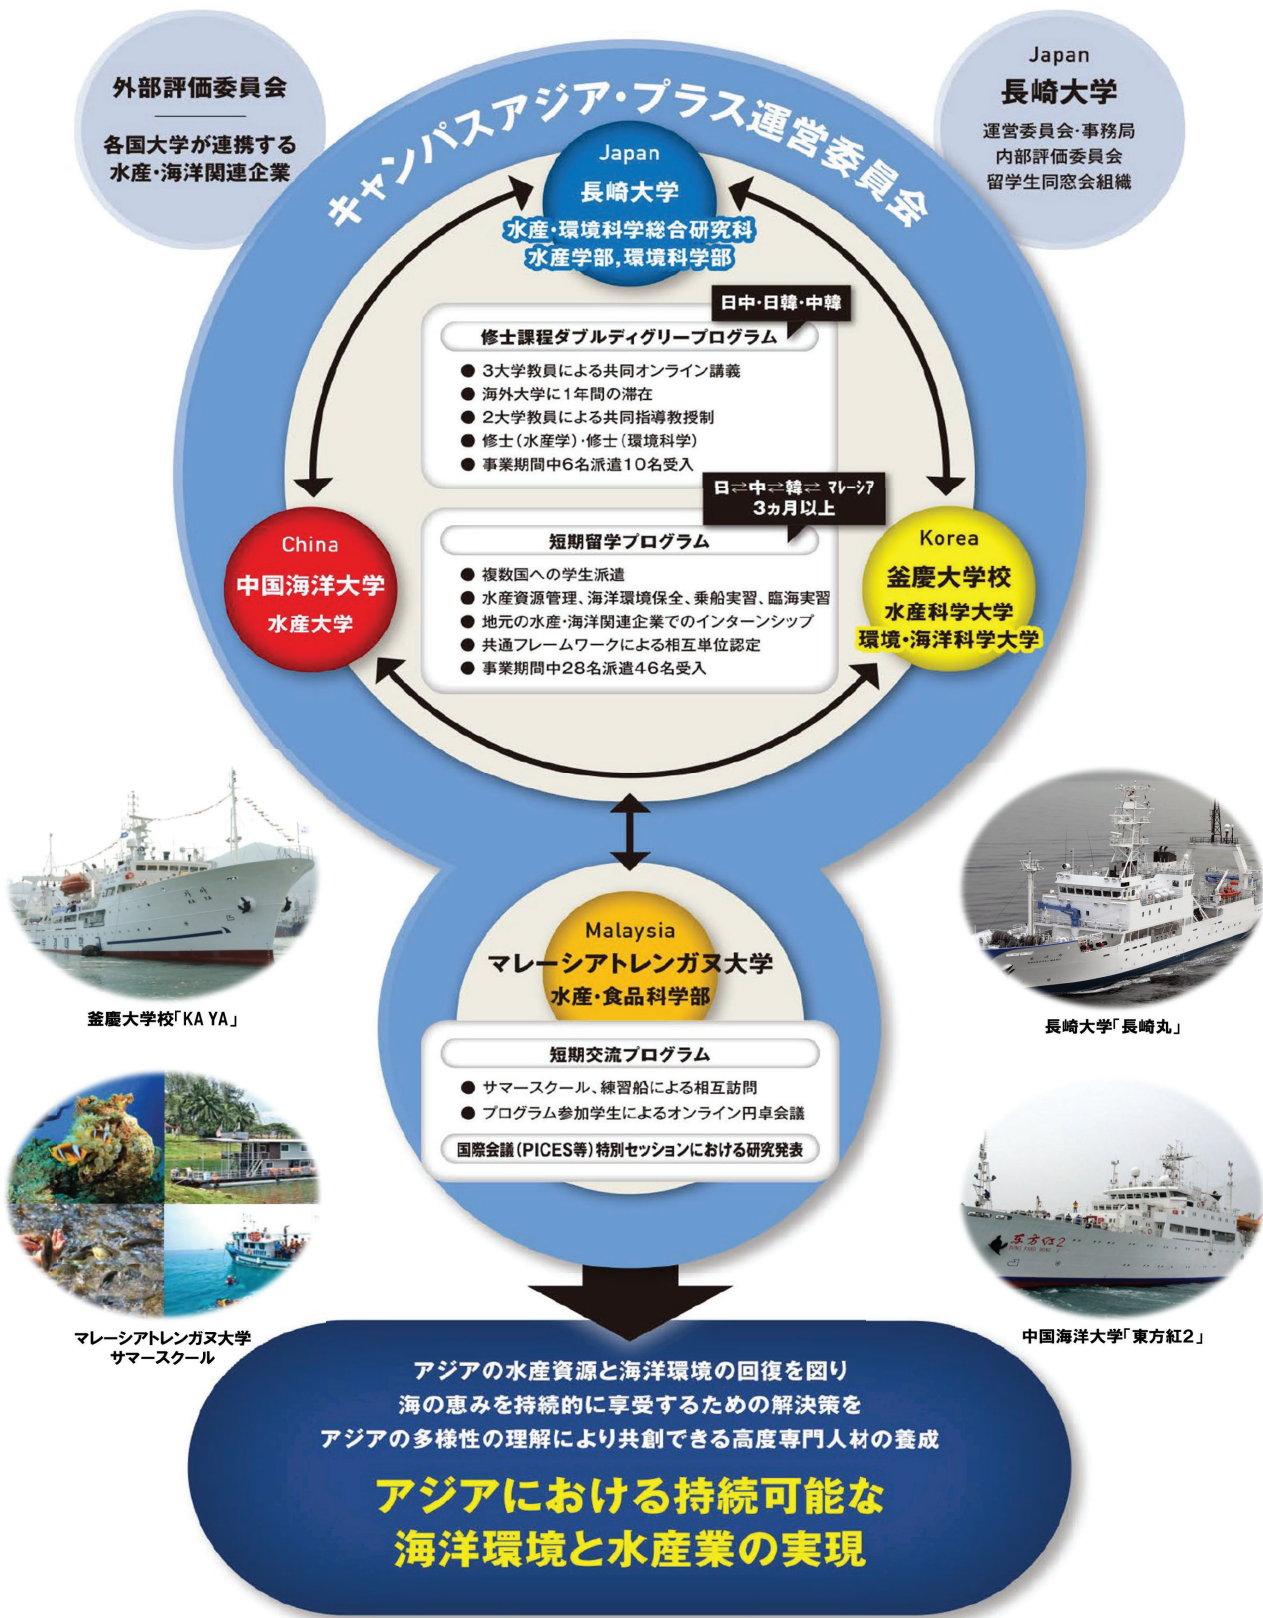 外部評価委員会
各国大学が連携する
水産・海洋関連企業
キャンパスアジア・プラス運営委員会
Japan
長崎大学
運営委員会・事務局
内部評価委員会
留学生同窓会組織
Japan
長崎大学
水産・環境科学総合研究科
水産学部,環境科学部
日中・日韓・中韓
修士課程ダブルディグリープログラム
● 3大学教員による共同オンライン講義
● 海外大学に1年間の滞在
● 2大学教員による共同指導教授制
● 修士(水産学)・修士(環境科学)
● 事業期間中6名派遣10名受入
日⇄中⇄韓⇄ マレーシア
3ヵ月以上
短期留学プログラム
● 複数国への学生派遣
● 水産資源管理、海洋環境保全、乗船実習、臨海実習
● 地元の水産・海洋関連企業でのインターンシップ
● 共通フレームワークによる相互単位認定
● 事業期間中28名派遣46名受入
China
中国海洋大学
水産大学
Korea
釜慶大学校
水産科学大学
環境・海洋科学大学
Malaysia
マレーシアトレンガヌ大学
水産・食品科学部
短期交流プログラム
● サマースクール、練習船による相互訪問
● プログラム参加学生によるオンライン円卓会議
国際会議(PICES等)特別セッションにおける研究発表
釜慶大学校「KA YA」
マレーシアトレンガヌ大学
サマースクール
長崎大学「長崎丸」
东方红2
中国海洋大学「東方紅2」
アジアの水産資源と海洋環境の回復を図り
海の恵みを持続的に享受するための解決策を
アジアの多様性の理解により共創できる高度専門人材の養成
アジアにおける持続可能な
海洋環境と水産業の実現